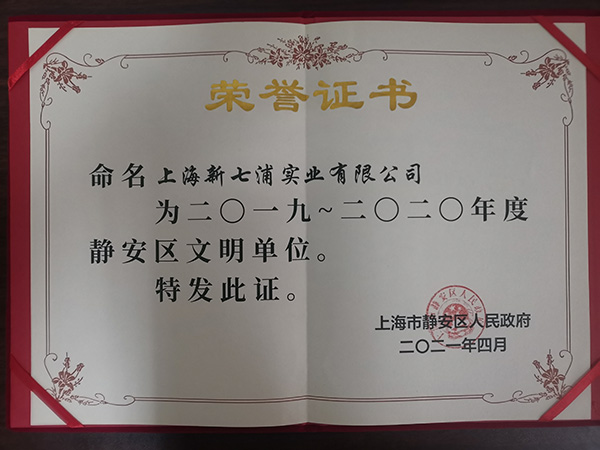 荣誉证书
命名上海新七浦实业有限公司
为二〇一九~二〇二〇年度
静安区文明单位。
特发此证。
上海市静安区人民政府
二〇二一年四月